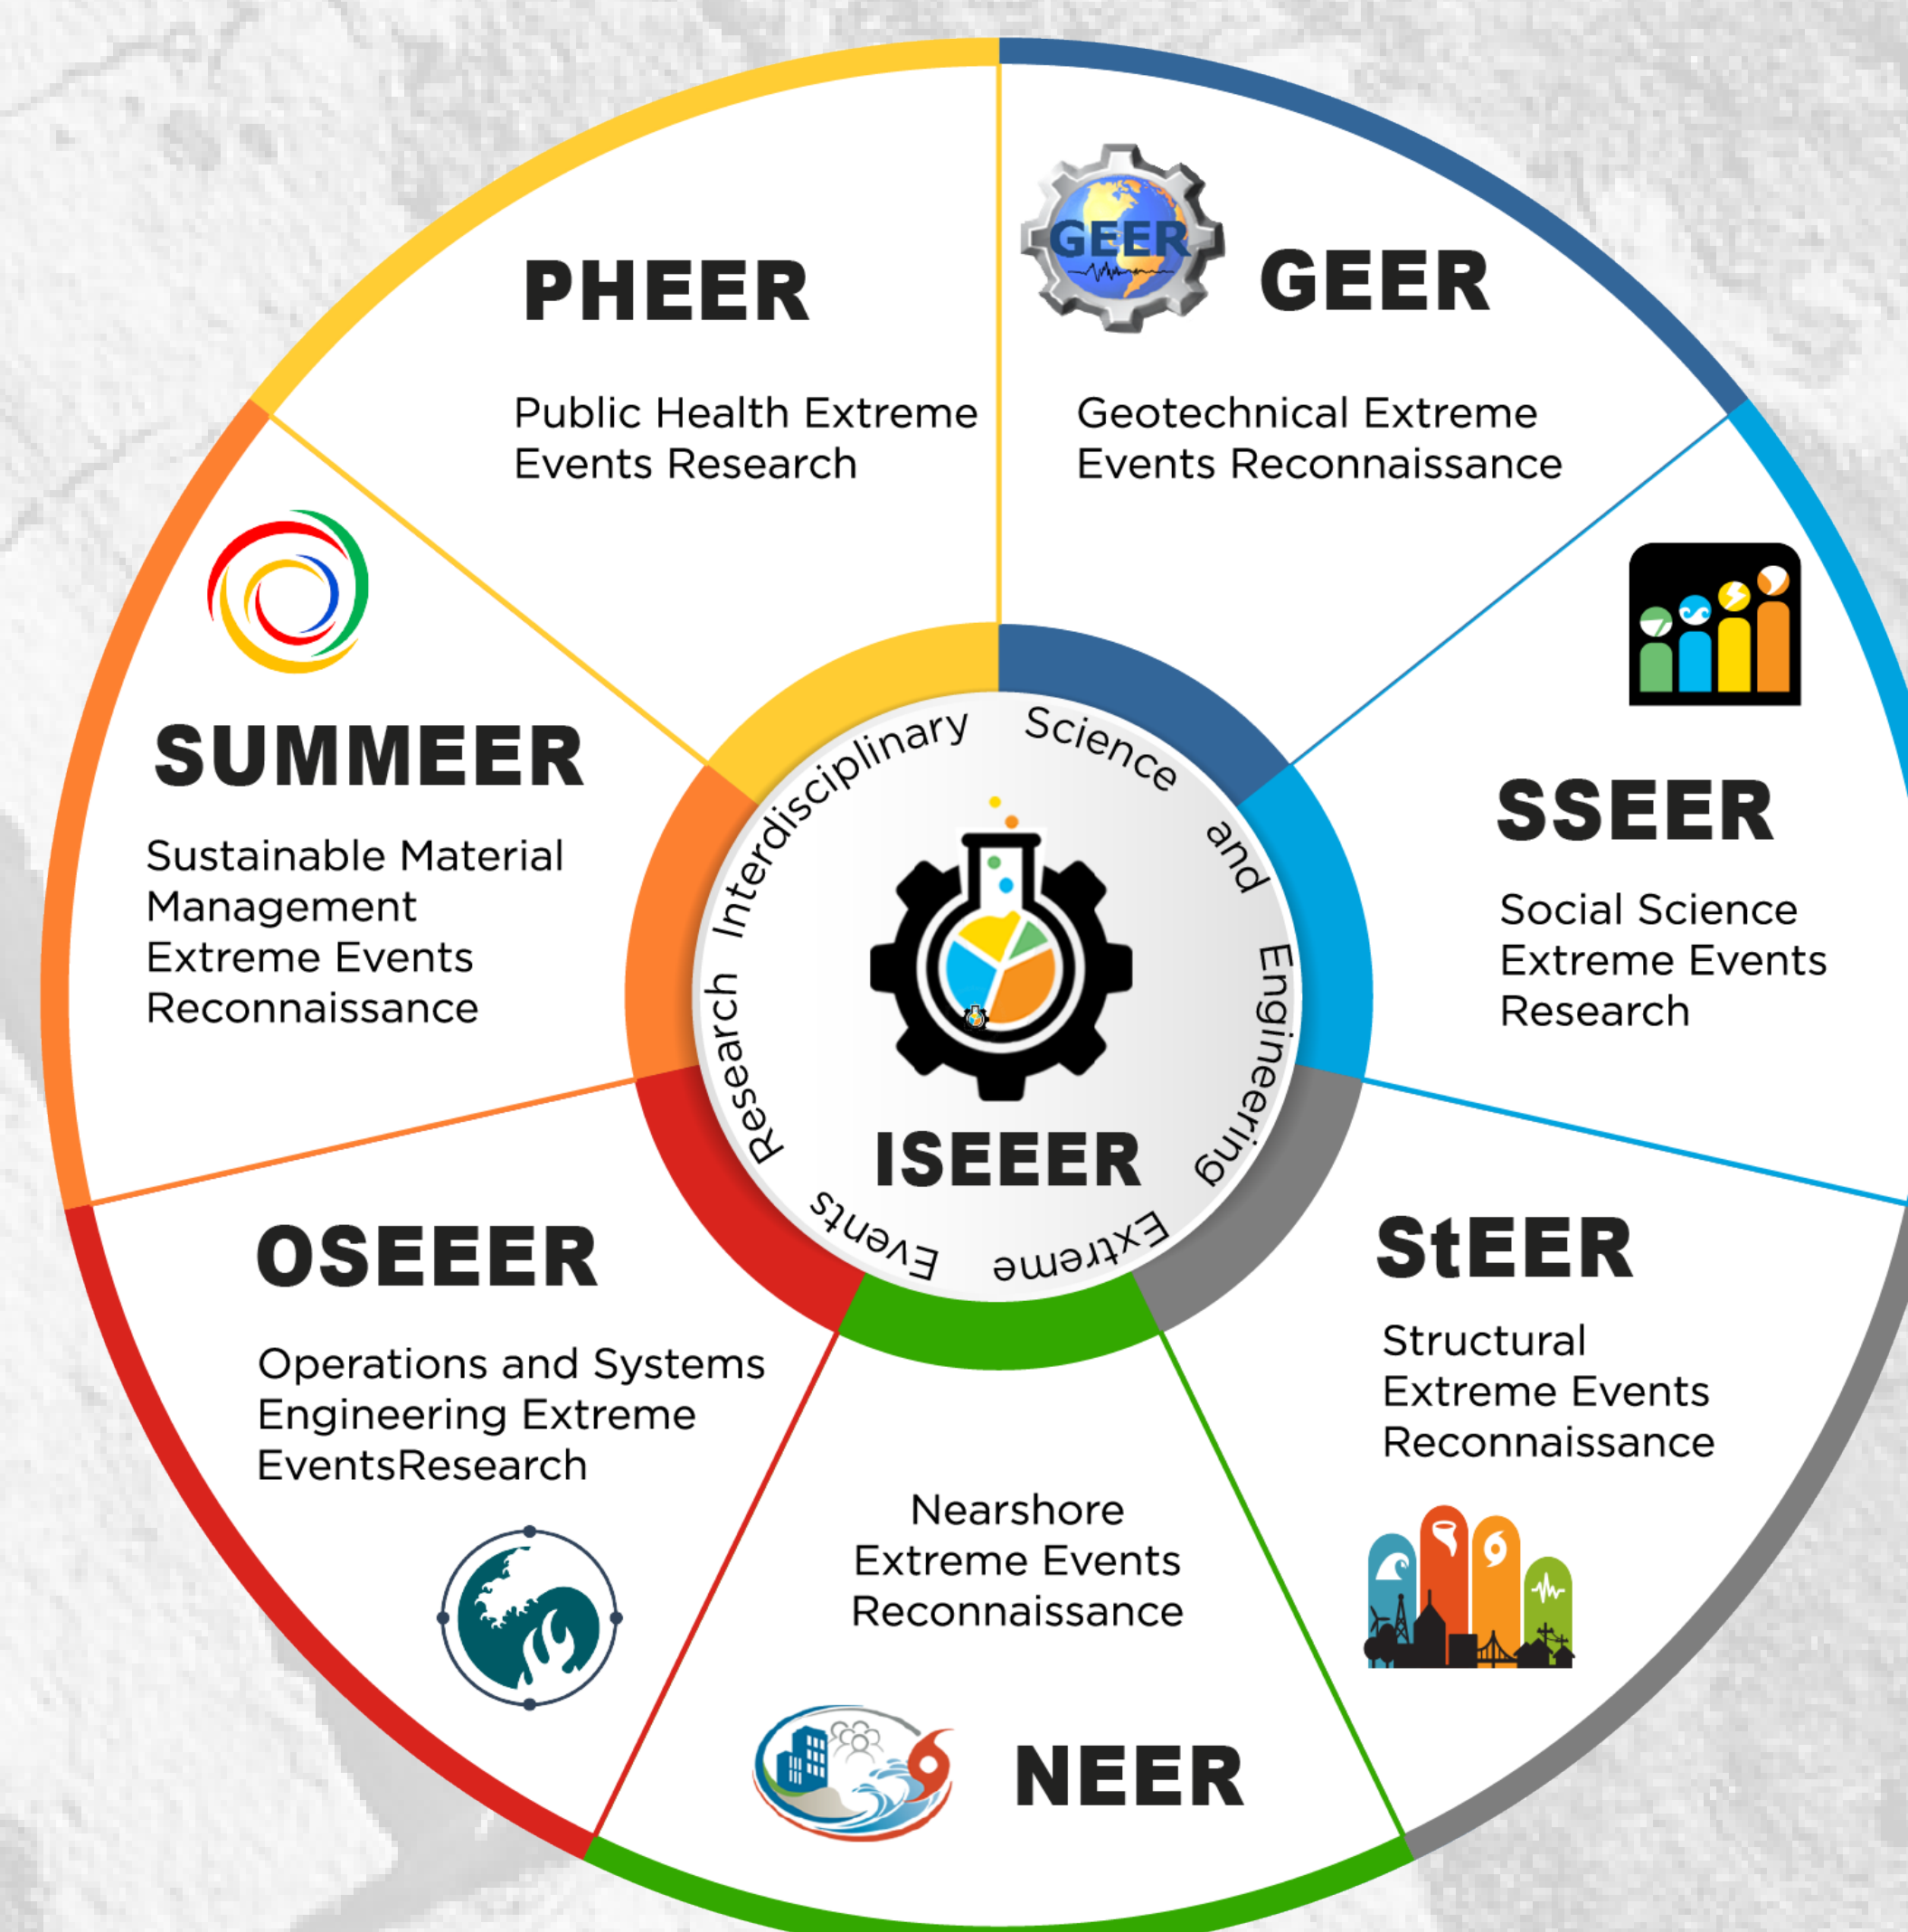 PHEER
Public Health Extreme
Events Research
GEER
GEER
Geotechnical Extreme
Events Reconnaissance
SUMMEER
Sustainable Material
Management
Extreme Events
Reconnaissance
SSEER
Social Science
Extreme Events
Research
Interdisciplinary Science and Engineering Extreme Events Research
ISEEER
OSEEER
Operations and Systems
Engineering Extreme
EventsResearch
StEER
Structural
Extreme Events
Reconnaissance
Nearshore
Extreme Events
Reconnaissance
NEER